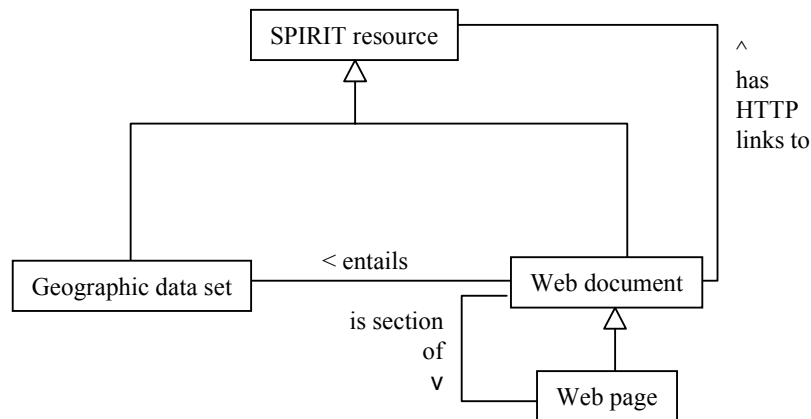 SPIRIT resource
^
has
HTTP
links to
< entails
Geographic data set
Web document
is section
of
v
Web page